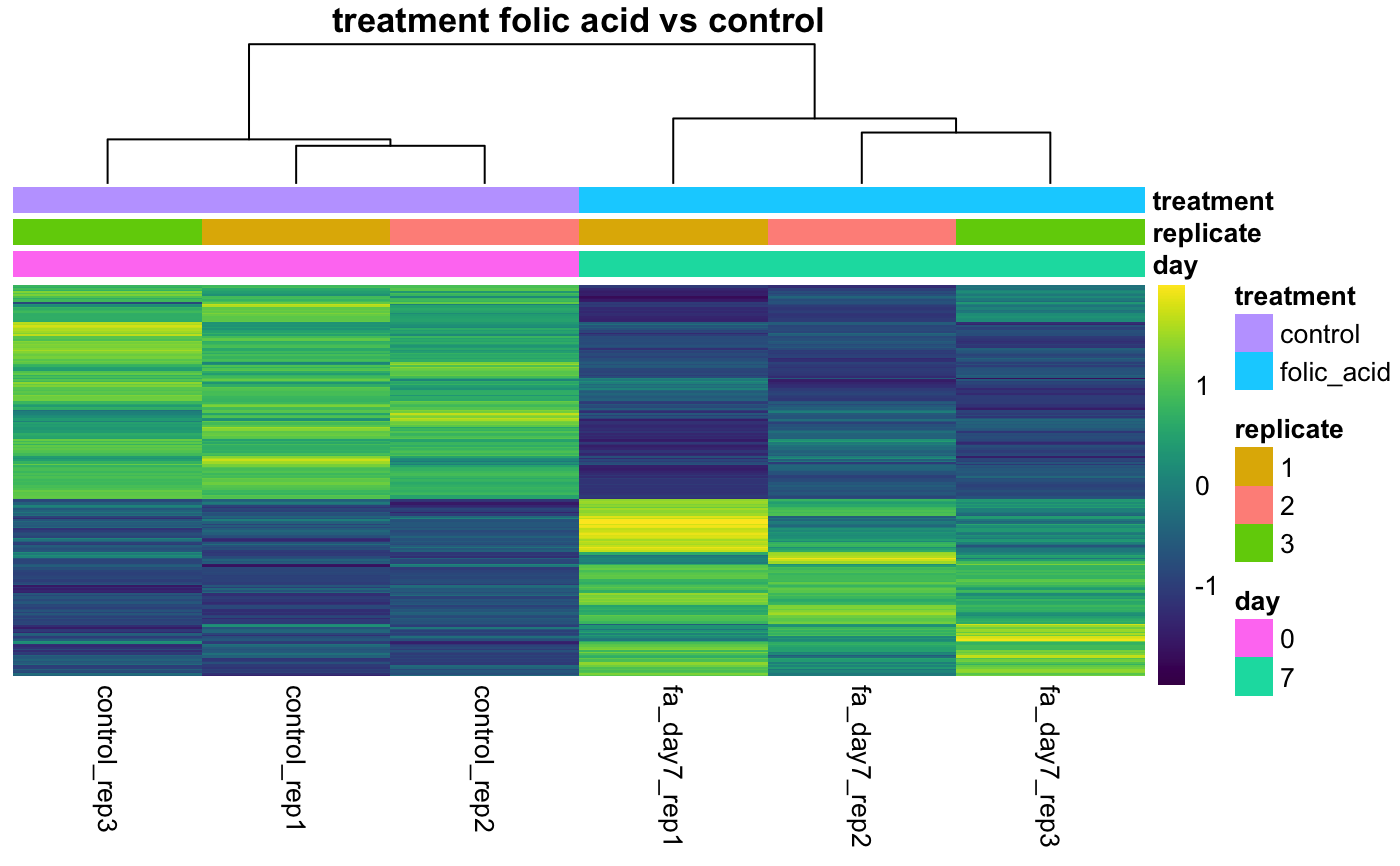 treatment folic acid vs control
treatment
replicate
day
1
0
-1
treatment
control
folic_acid
replicate
1
2
3
day
0
7
control_rep3
control_rep1
control_rep2
fa_day7_rep1
fa_day7_rep2
fa_day7_rep3